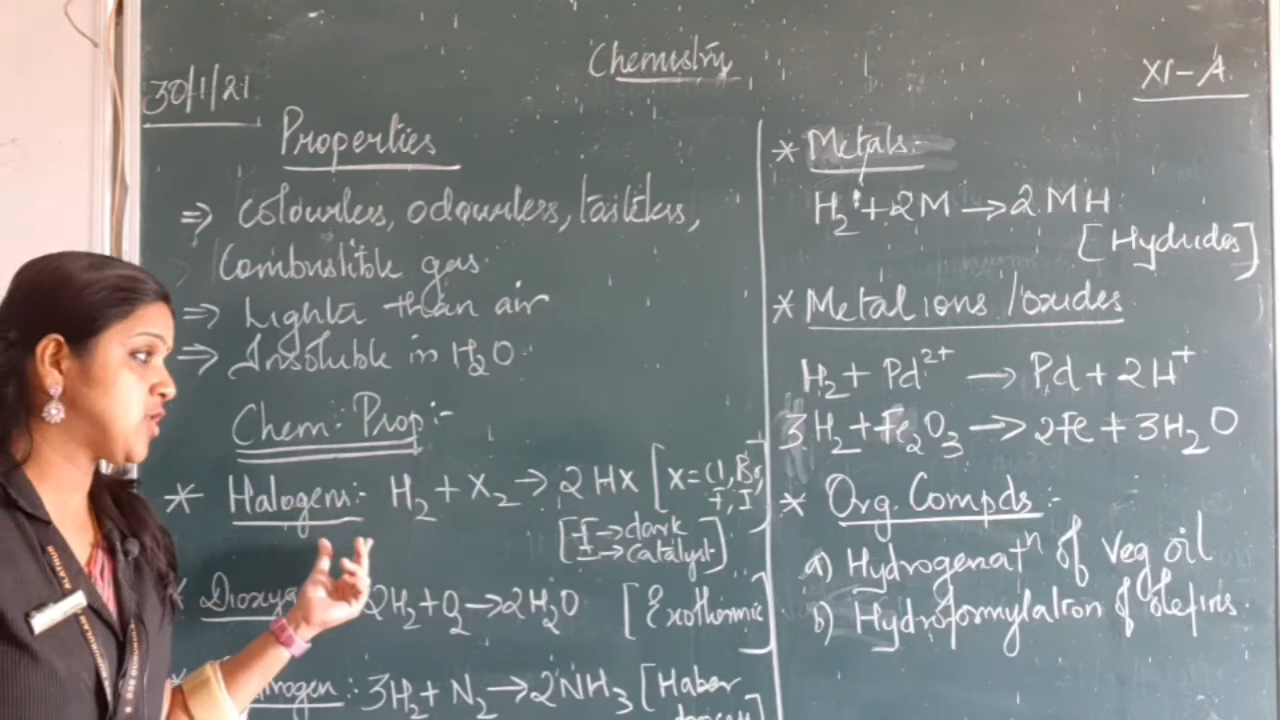 Chemistry
30/1/21
XI-A
Properties
⇒ Colourless, odourless, tasteless,
Combustible gas.
⇒ Lighter than air
⇒ Insoluble in H₂O.
Chem: Prop:-
* Halogens:- H₂ + X₂ → 2HX [X=Cl, Br,
F, I]
[F → dark
I → catalyst]
2H₂+O₂→2H₂O [Exothermic]
3H₂+N₂→2NH₃ [Haber
* Metals:-
H₂+2M→2MH
[Hydrides]
* Metal ions/oxides
H₂+ Pd²⁺ → Pd + 2H⁺
3H₂+Fe₂O₃→2Fe+3H₂O
* Org. Compds:-
a) Hydrogenatⁿ of Veg oil
b) Hydroformylation of olefins.